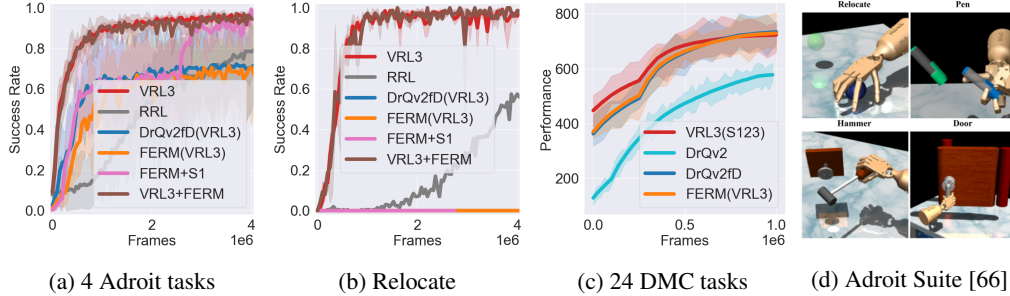 Success Rate
1.0
0.8
0.6
0.4
0.2
0.0
VRL3
RRL
DrQv2fD(VRL3)
FERM(VRL3)
FERM+S1
VRL3+FERM
2
4
Frames
1e6
(a) 4 Adroit tasks
Success Rate
1.0
0.8
0.6
0.4
0.2
0.0
VRL3
RRL
DrQv2fD(VRL3)
FERM(VRL3)
FERM+S1
VRL3+FERM
0
2
4
Frames
1e6
(b) Relocate
Performance
800
600
400
200
VRL3(S123)
DrQv2
DrQv2fD
FERM(VRL3)
0.0
0.5
1.0
Frames
1e6
(c) 24 DMC tasks
Relocate
Pen
Hammer
Door
(d) Adroit Suite [66]